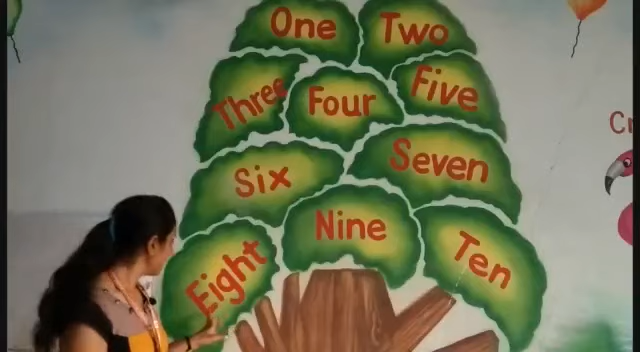 One
Two
Three
Four
Five
Six
Seven
Eight
Nine
Ten